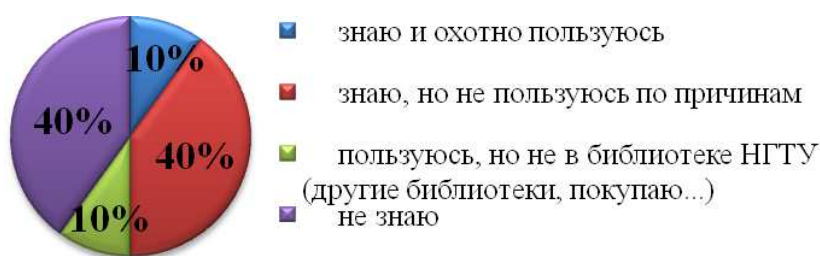 10%
40%
10%
40%
знаю и охотно пользуюсь
знаю, но не пользуюсь по причинам
пользуюсь, но не в библиотеке НГТУ
(другие библиотеки, покупаю...)
не знаю